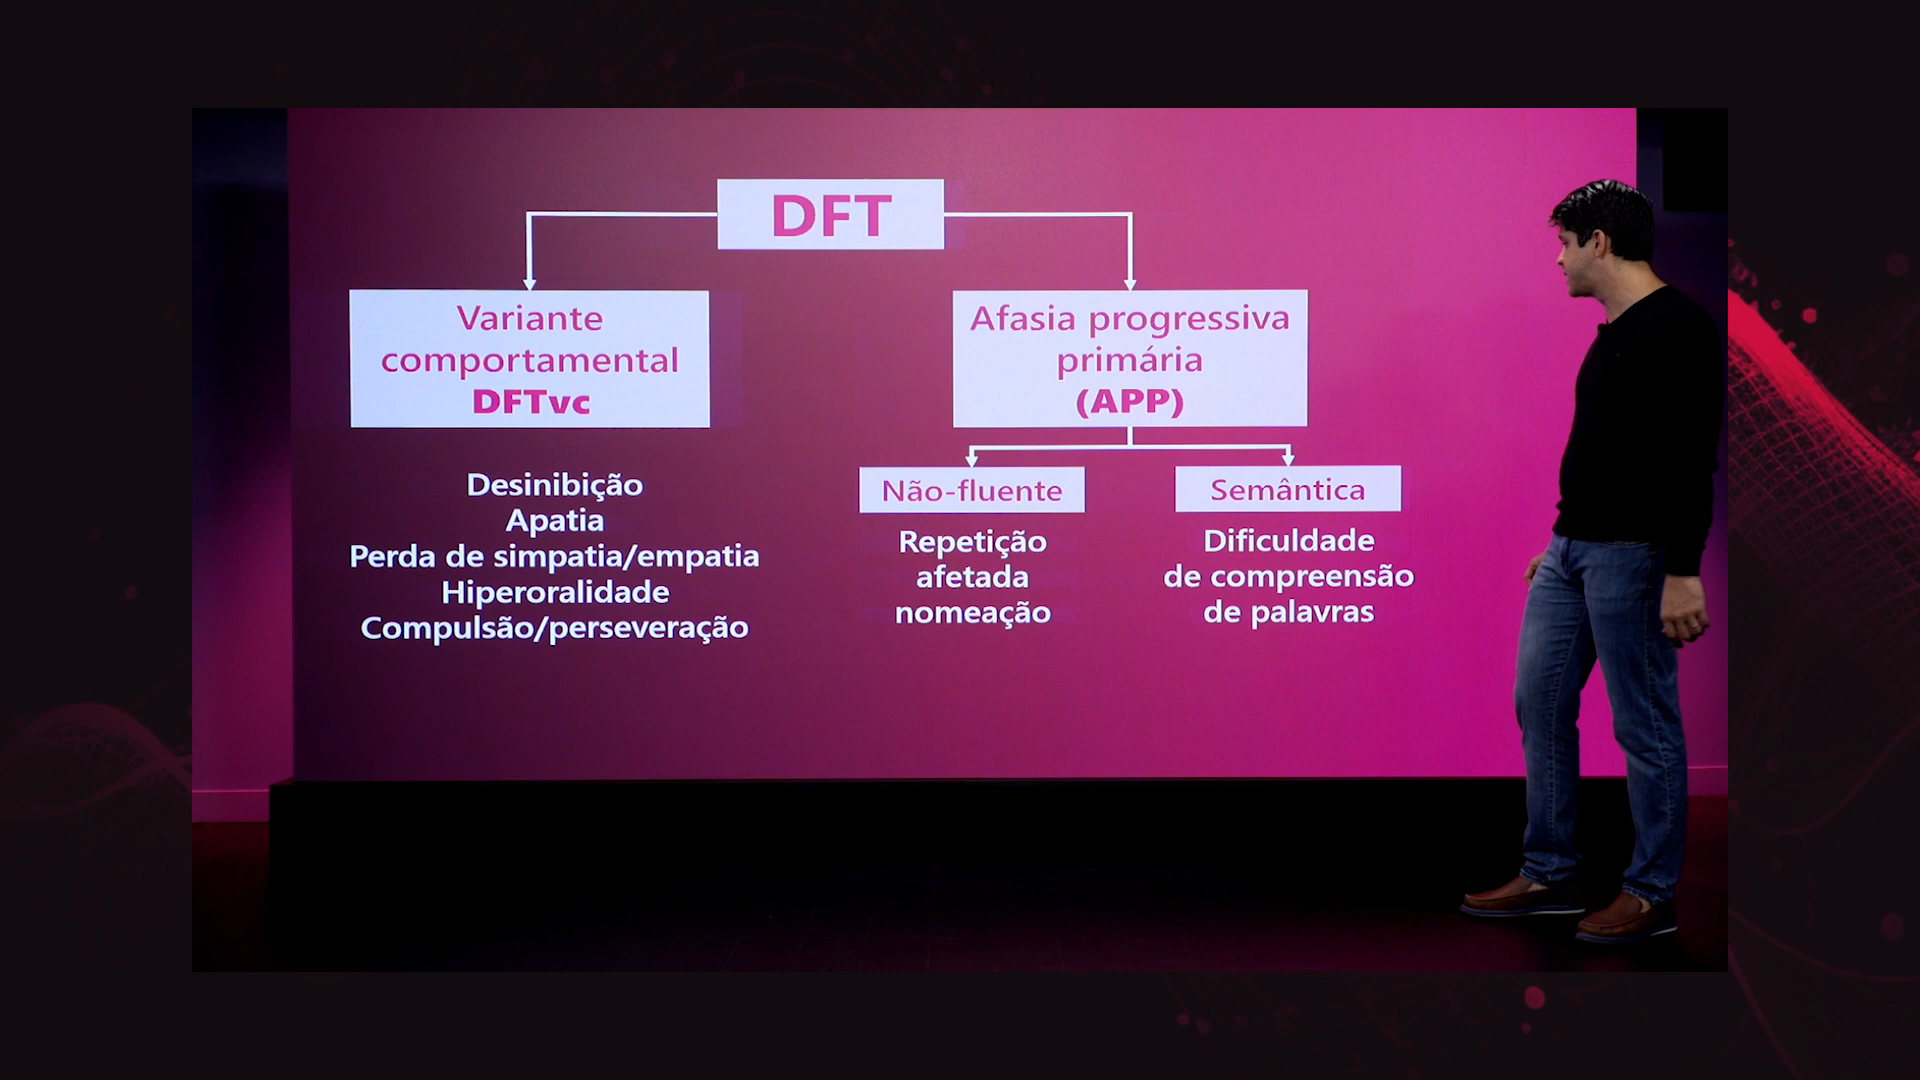 DFT
Variante
comportamental
DFTvc
Desinibição
Apatia
Perda de simpatia/empatia
Hiperoralidade
Compulsão/perseveração
Afasia progressiva
primária
(APP)
Não-fluente
Repetição
afetada
nomeação
Semântica
Dificuldade
de compreensão
de palavras